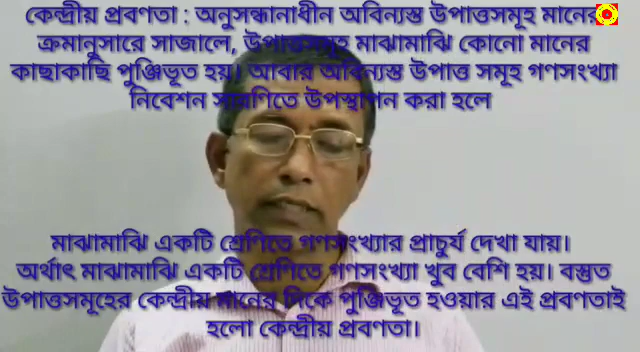 কেন্দ্রীয় প্রবণতা : অনুসন্ধানাধীন অবিন্যস্ত উপাত্তসমূহ মানের
ক্রমানুসারে সাজালে, উপাত্তসমূহ মাঝামাঝি কোনো মানের
কাছাকাছি পুঞ্জিভূত হয়। আবার অবিন্যস্ত উপাত্ত সমূহ গণসংখ্যা
নিবেশন সারণিতে উপস্থাপন করা হলে
মাঝামাঝি একটি শ্রেণিতে গণসংখ্যার প্রাচুর্য দেখা যায়।
অর্থাৎ মাঝামাঝি একটি শ্রেণিতে গণসংখ্যা খুব বেশি হয়। বস্তুত
উপাত্তসমূহের কেন্দ্রীয় মানের দিকে পুঞ্জিভূত হওয়ার এই প্রবণতাই
হলো কেন্দ্রীয় প্রবণতা।